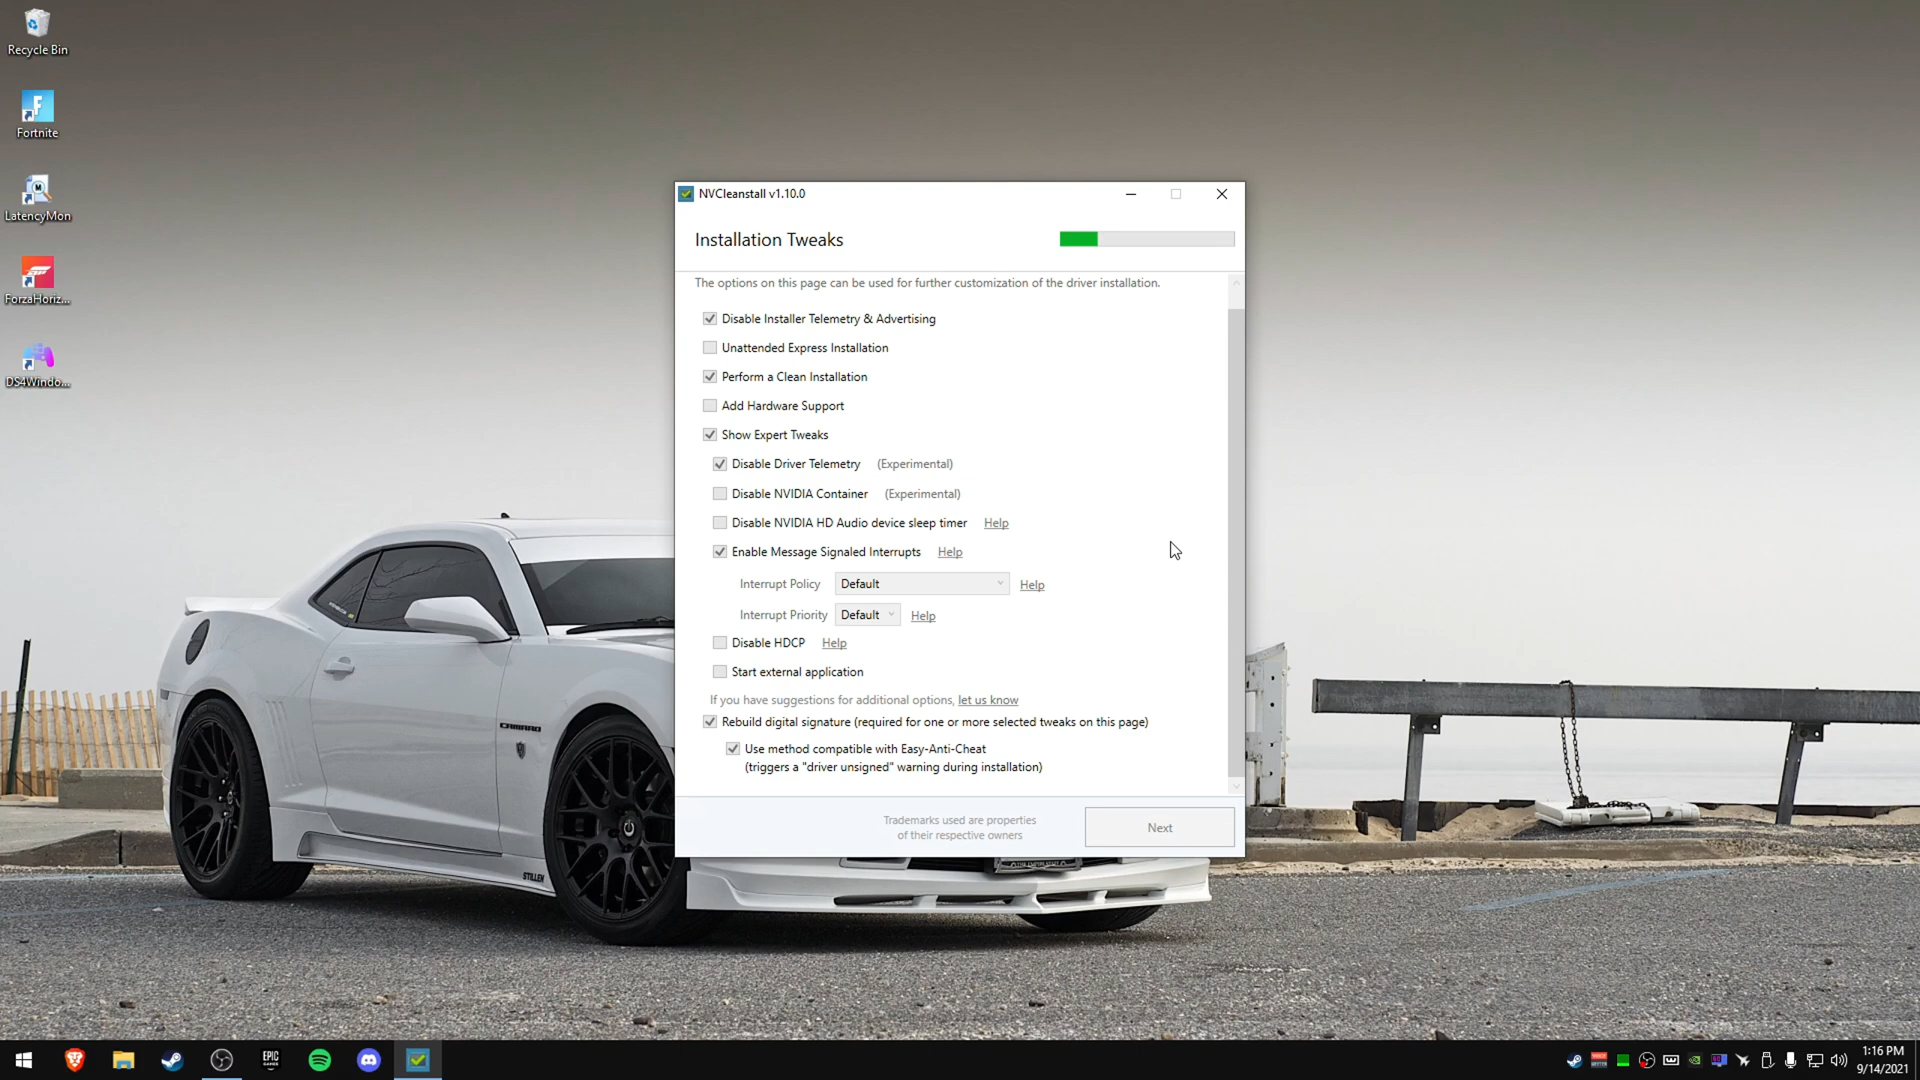 Recycle Bin
Fortnite
LatencyMon
ForzaHoriz...
DS4Windo...
NVCleanstall v1.10.0
Installation Tweaks
The options on this page can be used for further customization of the driver installation.
Disable Installer Telemetry & Advertising
Unattended Express Installation
Perform a Clean Installation
Add Hardware Support
Show Expert Tweaks
Disable Driver Telemetry (Experimental)
Disable NVIDIA Container (Experimental)
Disable NVIDIA HD Audio device sleep timer Help
Enable Message Signaled Interrupts Help
Interrupt Policy Default Help
Interrupt Priority Default Help
Disable HDCP Help
Start external application
If you have suggestions for additional options, let us know
Rebuild digital signature (required for one or more selected tweaks on this page)
Use method compatible with Easy-Anti-Cheat
(triggers a "driver unsigned" warning during installation)
Trademarks used are properties
of their respective owners
Next
CAMARO
STILLEN
EPIC
GAMES
1:16 PM
9/14/2021